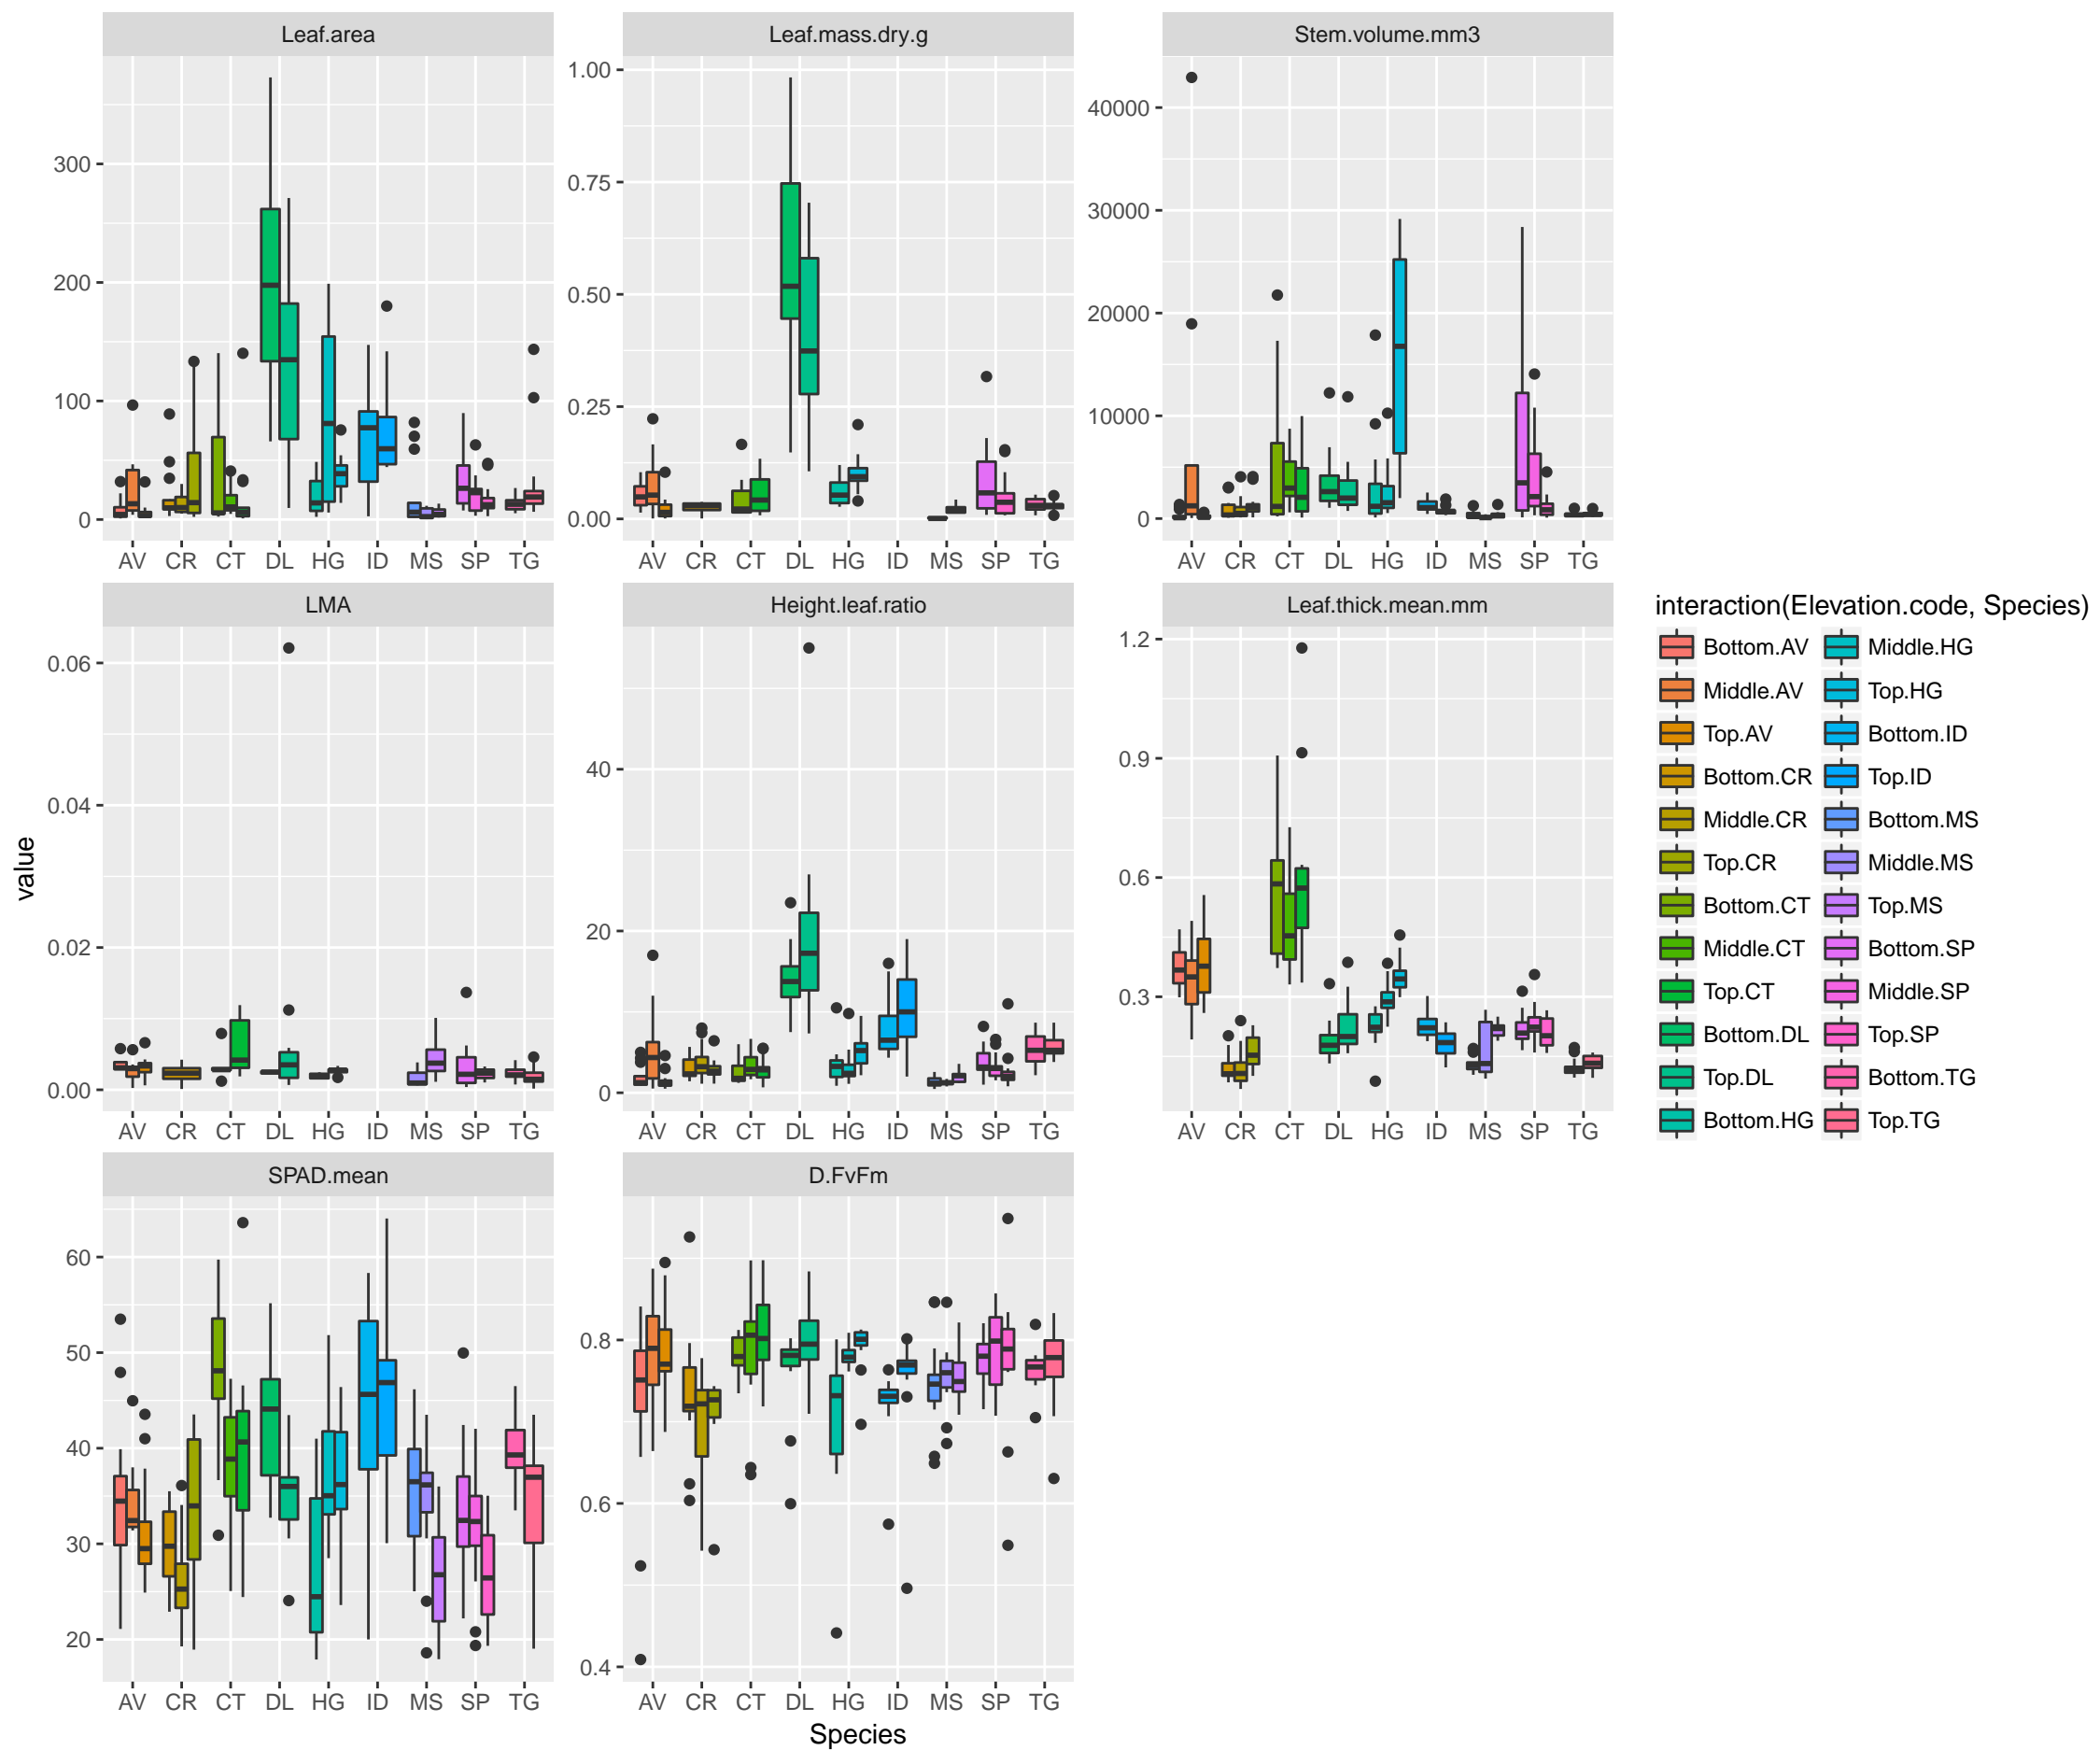 Leaf.area
Leaf.mass.dry.g
Stem.volume.mm3
300
200
100
0
AV CR CT DL HG ID MS SP TG
1.00
0.75
0.50
0.25
0.00
AV CR CT DL HG ID MS SP TG
40000
30000
20000
10000
0
AV CR CT DL HG ID MS SP TG
LMA
Height.leaf.ratio
Leaf.thick.mean.mm
value
0.06
0.04
0.02
0.00
AV CR CT DL HG ID MS SP TG
40
20
0
AV CR CT DL HG ID MS SP TG
1.2
0.9
0.6
0.3
AV CR CT DL HG ID MS SP TG
SPAD.mean
D.FvFm
60
50
40
30
20
AV CR CT DL HG ID MS SP TG
0.8
0.6
0.4
AV CR CT DL HG ID MS SP TG
Species
interaction(Elevation.code, Species)
Bottom.AV
Middle.AV
Top.AV
Bottom.CR
Middle.CR
Top.CR
Bottom.CT
Middle.CT
Top.CT
Bottom.DL
Top.DL
Bottom.HG
Middle.HG
Top.HG
Bottom.ID
Top.ID
Bottom.MS
Middle.MS
Top.MS
Bottom.SP
Middle.SP
Top.SP
Bottom.TG
Top.TG